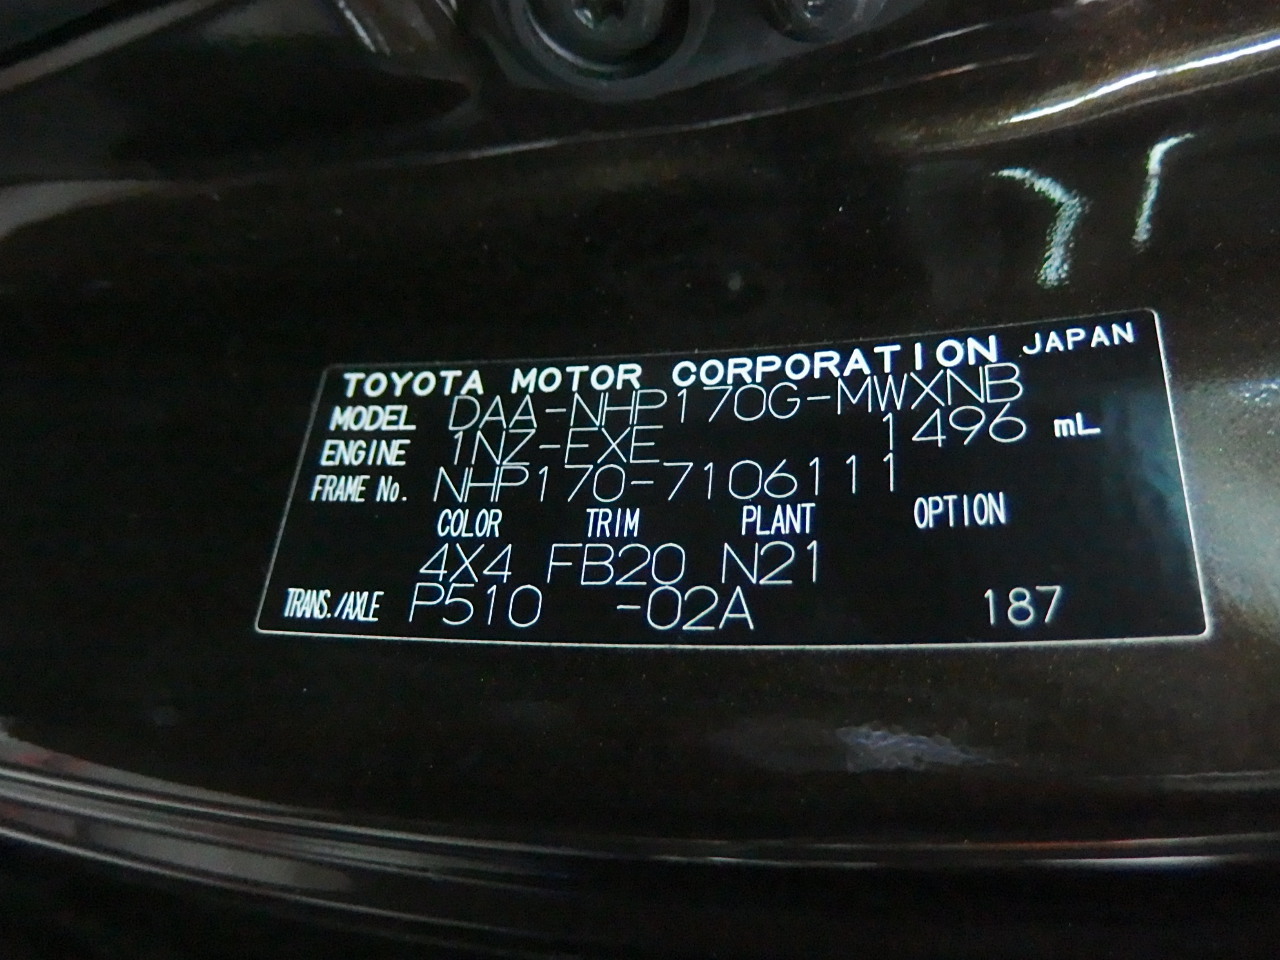 TOYOTA MOTOR CORPORATION JAPAN
MODEL DAA-NHP170G-MWXNB
ENGINE 1NZ-FXE 1496 mL
FRAME No. NHP170-7106111
COLOR TRIM PLANT OPTION
4X4 FB20 N21
TRANS./AXLE P510 -02A 187